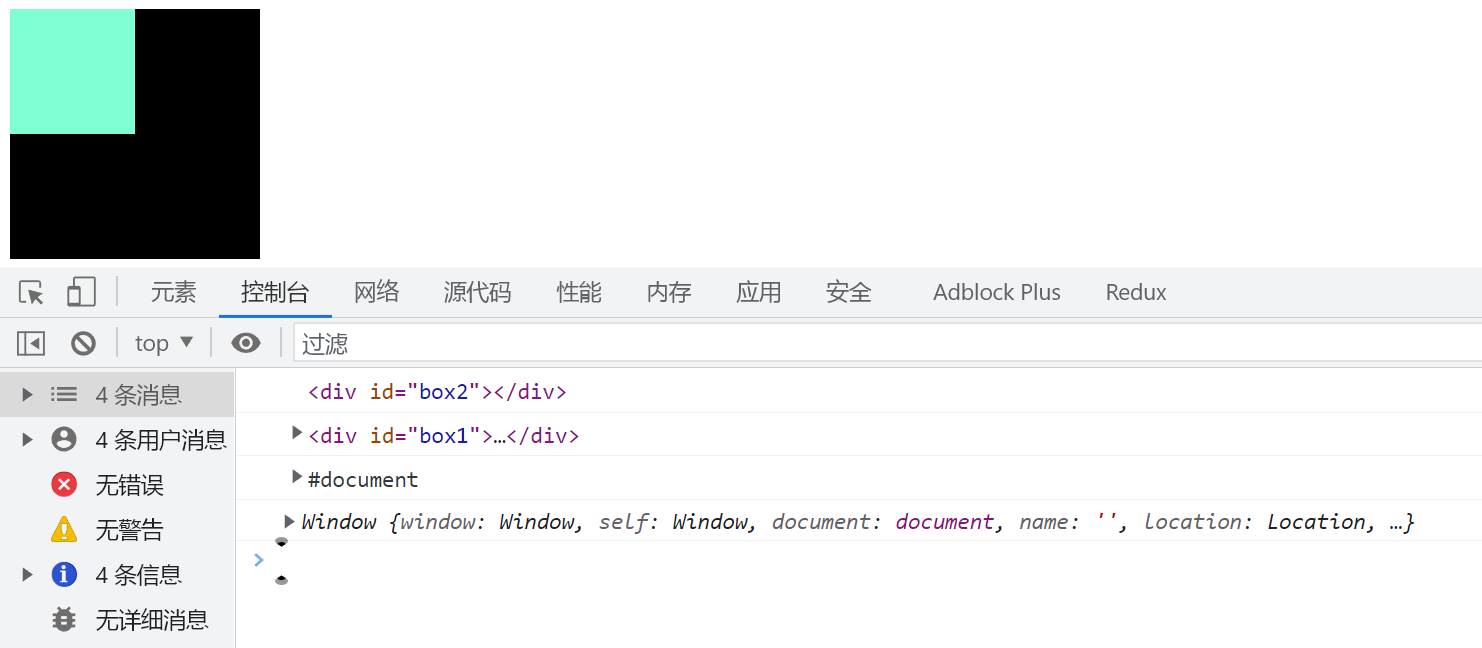 元素 控制台 网络 源代码 性能 内存 应用 安全 Adblock Plus Redux
top 过滤
4 条消息
4 条用户消息
无错误
无警告
4 条信息
无详细消息
<div id="box2"></div>
<div id="box1">…</div>
#document
Window {window: Window, self: Window, document: document, name: '', location: Location, …}